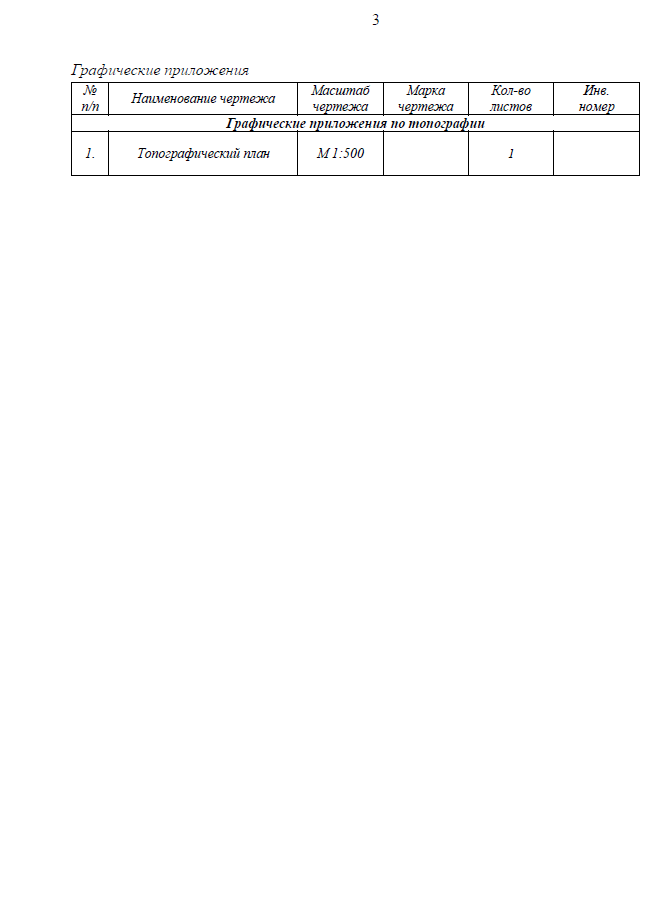 3
Графические приложения
№ п/п Наименование чертежа Масштаб чертежа Марка чертежа Кол-во листов Инв. номер
Графические приложения по топографии
1. Топографический план М 1:500 1